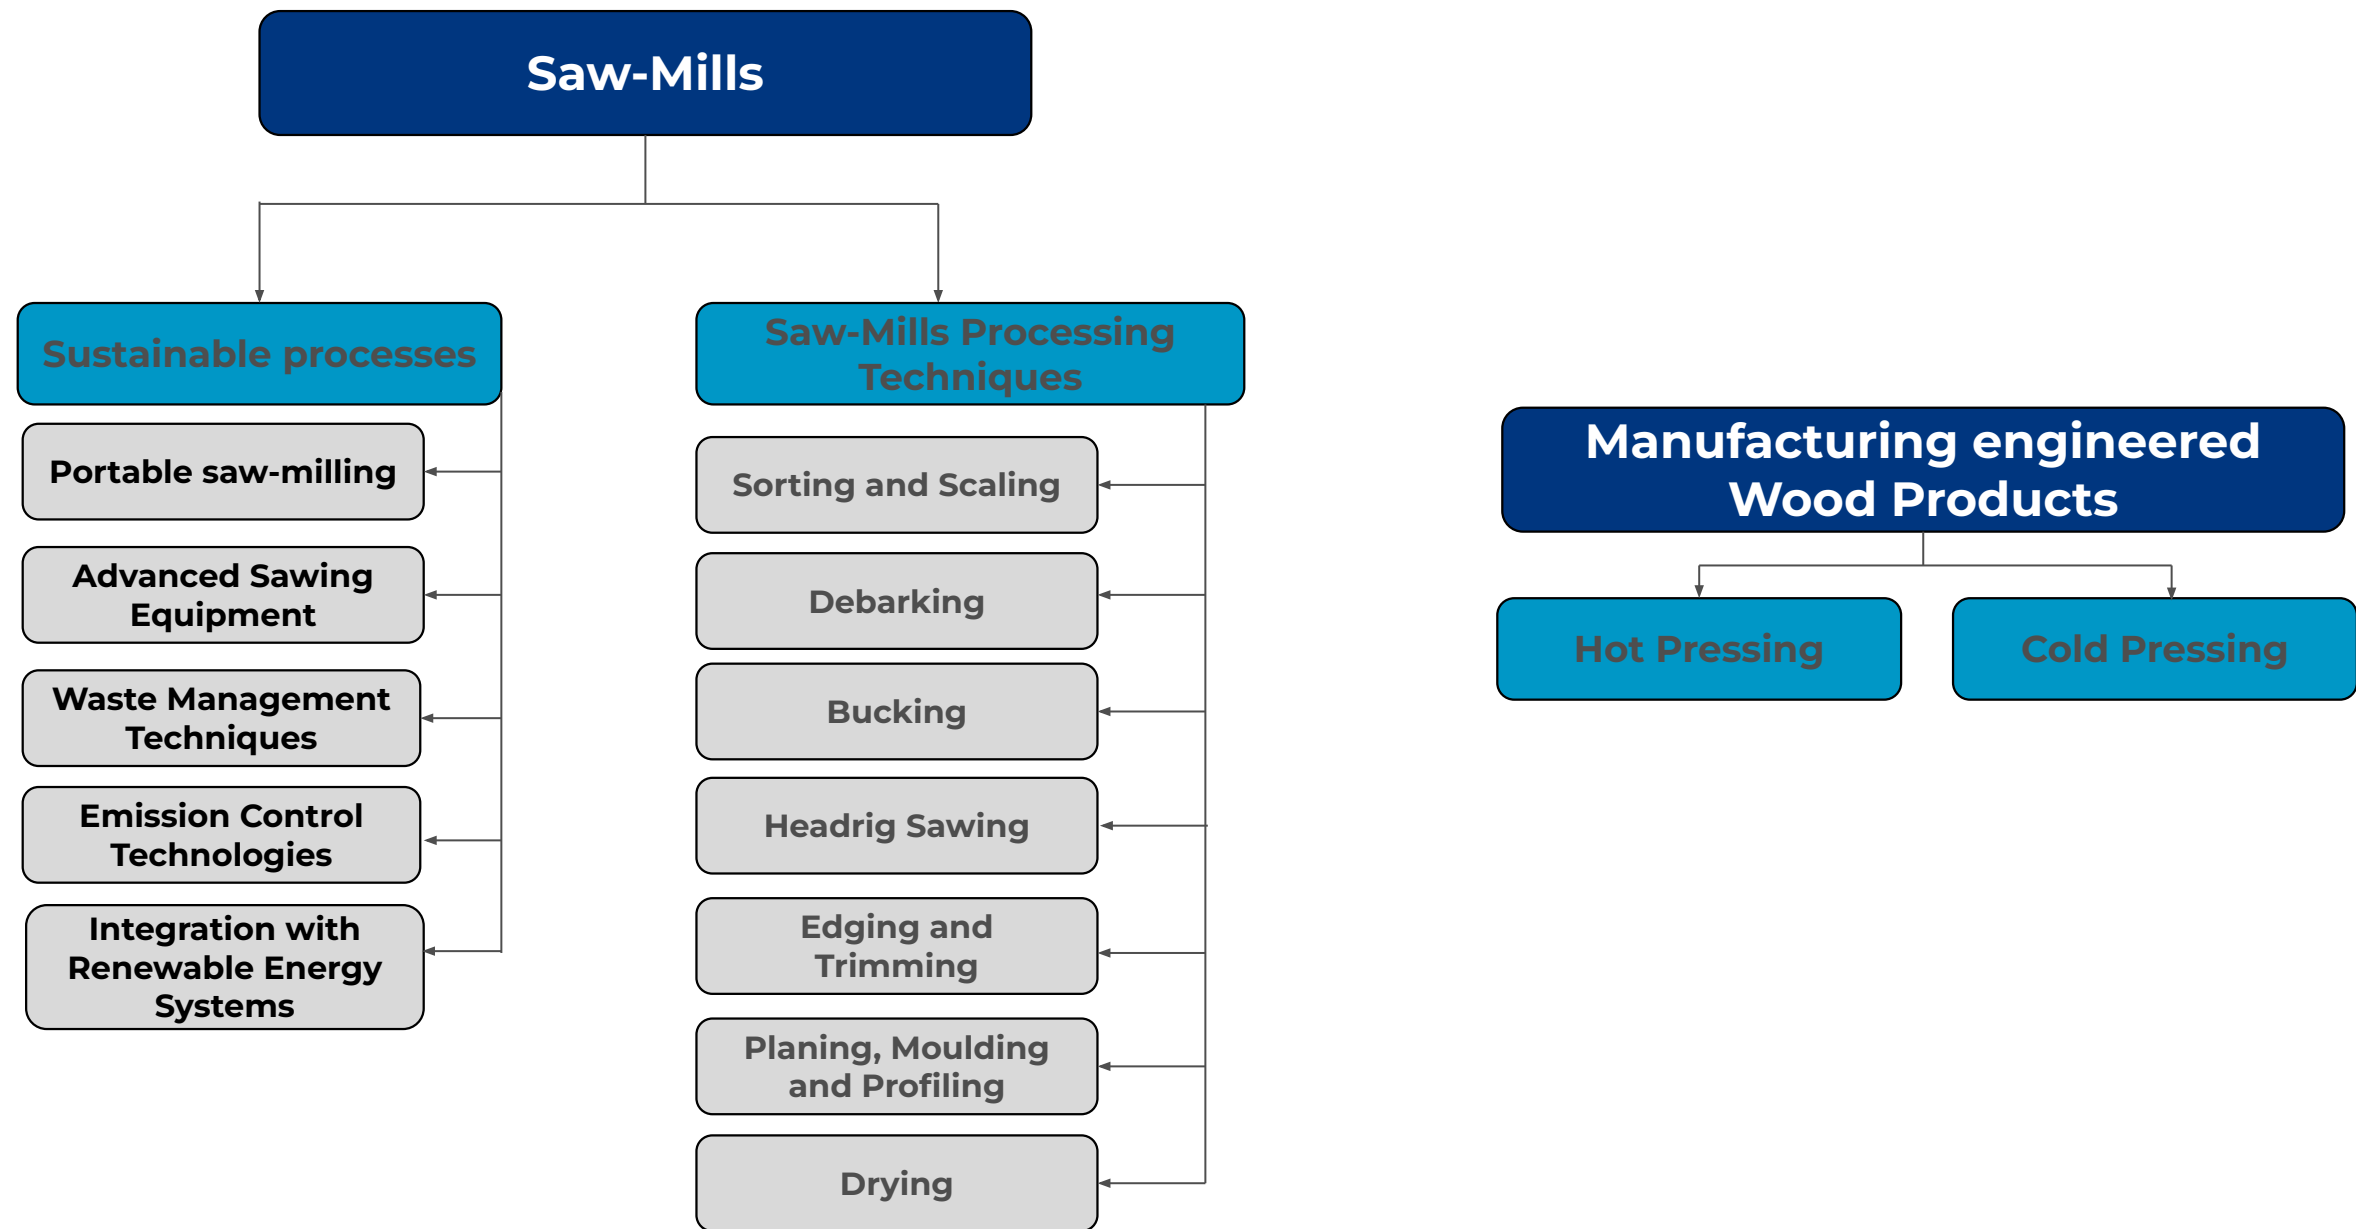 Saw-Mills
Sustainable processes
Portable saw-milling
Advanced Sawing
Equipment
Waste Management
Techniques
Emission Control
Technologies
Integration with
Renewable Energy
Systems
Saw-Mills Processing
Techniques
Sorting and Scaling
Debarking
Bucking
Headrig Sawing
Edging and
Trimming
Planing, Moulding
and Profiling
Drying
Manufacturing engineered
Wood Products
Hot Pressing
Cold Pressing